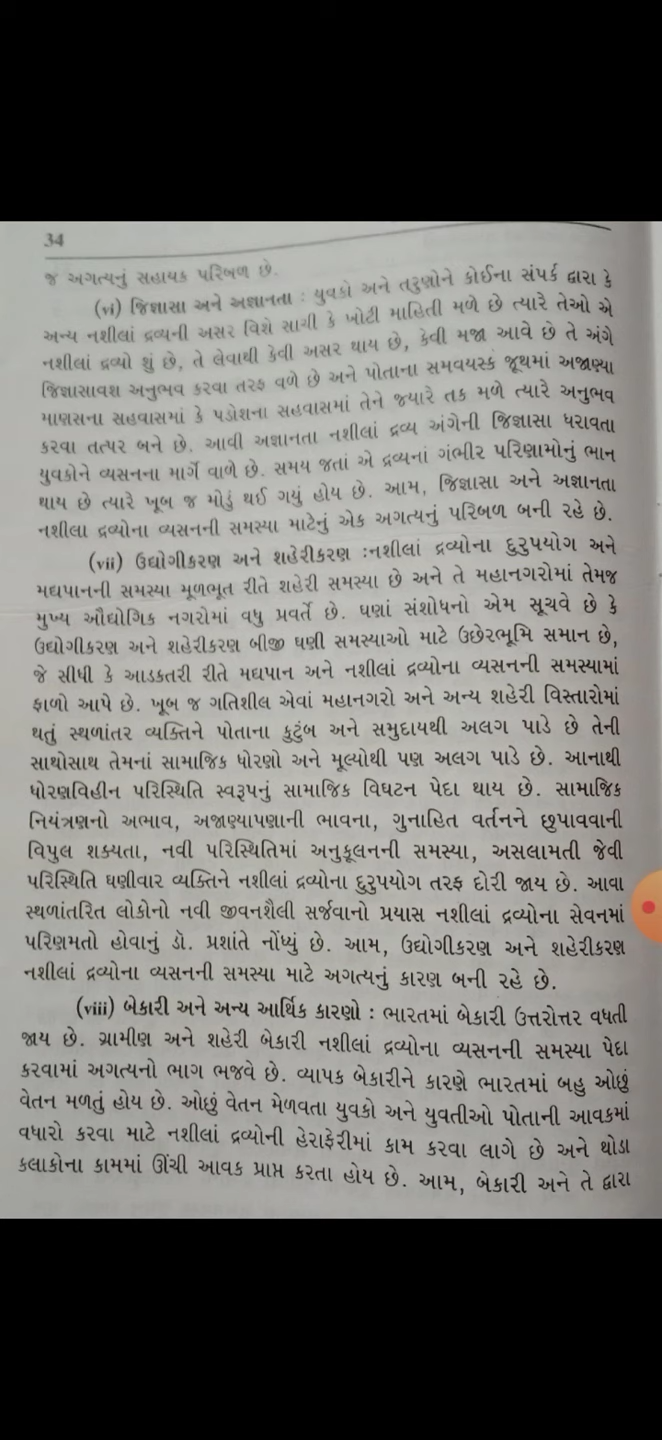 34
જ અગત્યનું સહાયક પરિબળ છે.
(vi) જિજ્ઞાસા અને અજ્ઞાનતા : યુવકો અને તરુણોને કોઈના સંપર્ક દ્વારા કે
અન્ય નશીલાં દ્રવ્યની અસર વિશે સાચી કે ખોટી માહિતી મળે છે ત્યારે તેઓ એ
નશીલાં દ્રવ્યો શું છે, તે લેવાથી કેવી અસર થાય છે, કેવી મજા આવે છે તે અંગે
જિજ્ઞાસાવશ અનુભવ કરવા તરફ વળે છે અને પોતાના સમવયસ્ક જૂથમાં અજાણ્યા
માણસના સહવાસમાં કે પડોશના સહવાસમાં તેને જ્યારે તક મળે ત્યારે અનુભવ
કરવા તત્પર બને છે. આવી અજ્ઞાનતા નશીલાં દ્રવ્ય અંગેની જિજ્ઞાસા ધરાવતા
યુવકોને વ્યસનના માર્ગે વાળે છે. સમય જતાં એ દ્રવ્યનાં ગંભીર પરિણામોનું ભાન
થાય છે ત્યારે ખૂબ જ મોડું થઈ ગયું હોય છે. આમ, જિજ્ઞાસા અને અજ્ઞાનતા
નશીલા દ્રવ્યોના વ્યસનની સમસ્યા માટેનું એક અગત્યનું પરિબળ બની રહે છે.
(vii) ઉદ્યોગીકરણ અને શહેરીકરણ :નશીલાં દ્રવ્યોના દુરુપયોગ અને
મદ્યપાનની સમસ્યા મૂળભૂત રીતે શહેરી સમસ્યા છે અને તે મહાનગરોમાં તેમજ
મુખ્ય ઔદ્યોગિક નગરોમાં વધુ પ્રવર્તે છે. ઘણાં સંશોધનો એમ સૂચવે છે કે
ઉદ્યોગીકરણ અને શહેરીકરણ બીજી ઘણી સમસ્યાઓ માટે ઉછેરભૂમિ સમાન છે,
જે સીધી કે આડકતરી રીતે મદ્યપાન અને નશીલાં દ્રવ્યોના વ્યસનની સમસ્યામાં
ફાળો આપે છે. ખૂબ જ ગતિશીલ એવાં મહાનગરો અને અન્ય શહેરી વિસ્તારોમાં
થતું સ્થળાંતર વ્યક્તિને પોતાના કુટુંબ અને સમુદાયથી અલગ પાડે છે તેની
સાથોસાથ તેમનાં સામાજિક ધોરણો અને મૂલ્યોથી પણ અલગ પાડે છે. આનાથી
ધોરણવિહીન પરિસ્થિતિ સ્વરૂપનું સામાજિક વિઘટન પેદા થાય છે. સામાજિક
નિયંત્રણનો અભાવ, અજાણ્યાપણાની ભાવના, ગુનાહિત વર્તનને છુપાવવાની
વિપુલ શક્યતા, નવી પરિસ્થિતિમાં અનુકૂલનની સમસ્યા, અસલામતી જેવી
પરિસ્થિતિ ઘણીવાર વ્યક્તિને નશીલાં દ્રવ્યોના દુરુપયોગ તરફ દોરી જાય છે. આવા
સ્થળાંતરિત લોકોનો નવી જીવનશૈલી સર્જવાનો પ્રયાસ નશીલાં દ્રવ્યોના સેવનમાં
પરિણમતો હોવાનું ડૉ. પ્રશાંતે નોંધ્યું છે. આમ, ઉદ્યોગીકરણ અને શહેરીકરણ
નશીલાં દ્રવ્યોના વ્યસનની સમસ્યા માટે અગત્યનું કારણ બની રહે છે.
(viii) બેકારી અને અન્ય આર્થિક કારણો : ભારતમાં બેકારી ઉત્તરોત્તર વધતી
જાય છે. ગ્રામીણ અને શહેરી બેકારી નશીલાં દ્રવ્યોના વ્યસનની સમસ્યા પેદા
કરવામાં અગત્યનો ભાગ ભજવે છે. વ્યાપક બેકારીને કારણે ભારતમાં બહુ ઓછું
વેતન મળતું હોય છે. ઓછું વેતન મેળવતા યુવકો અને યુવતીઓ પોતાની આવકમાં
વધારો કરવા માટે નશીલાં દ્રવ્યોની હેરાફેરીમાં કામ કરવા લાગે છે અને થોડા
કલાકોના કામમાં ઊંચી આવક પ્રાપ્ત કરતા હોય છે. આમ, બેકારી અને તે દ્વારા